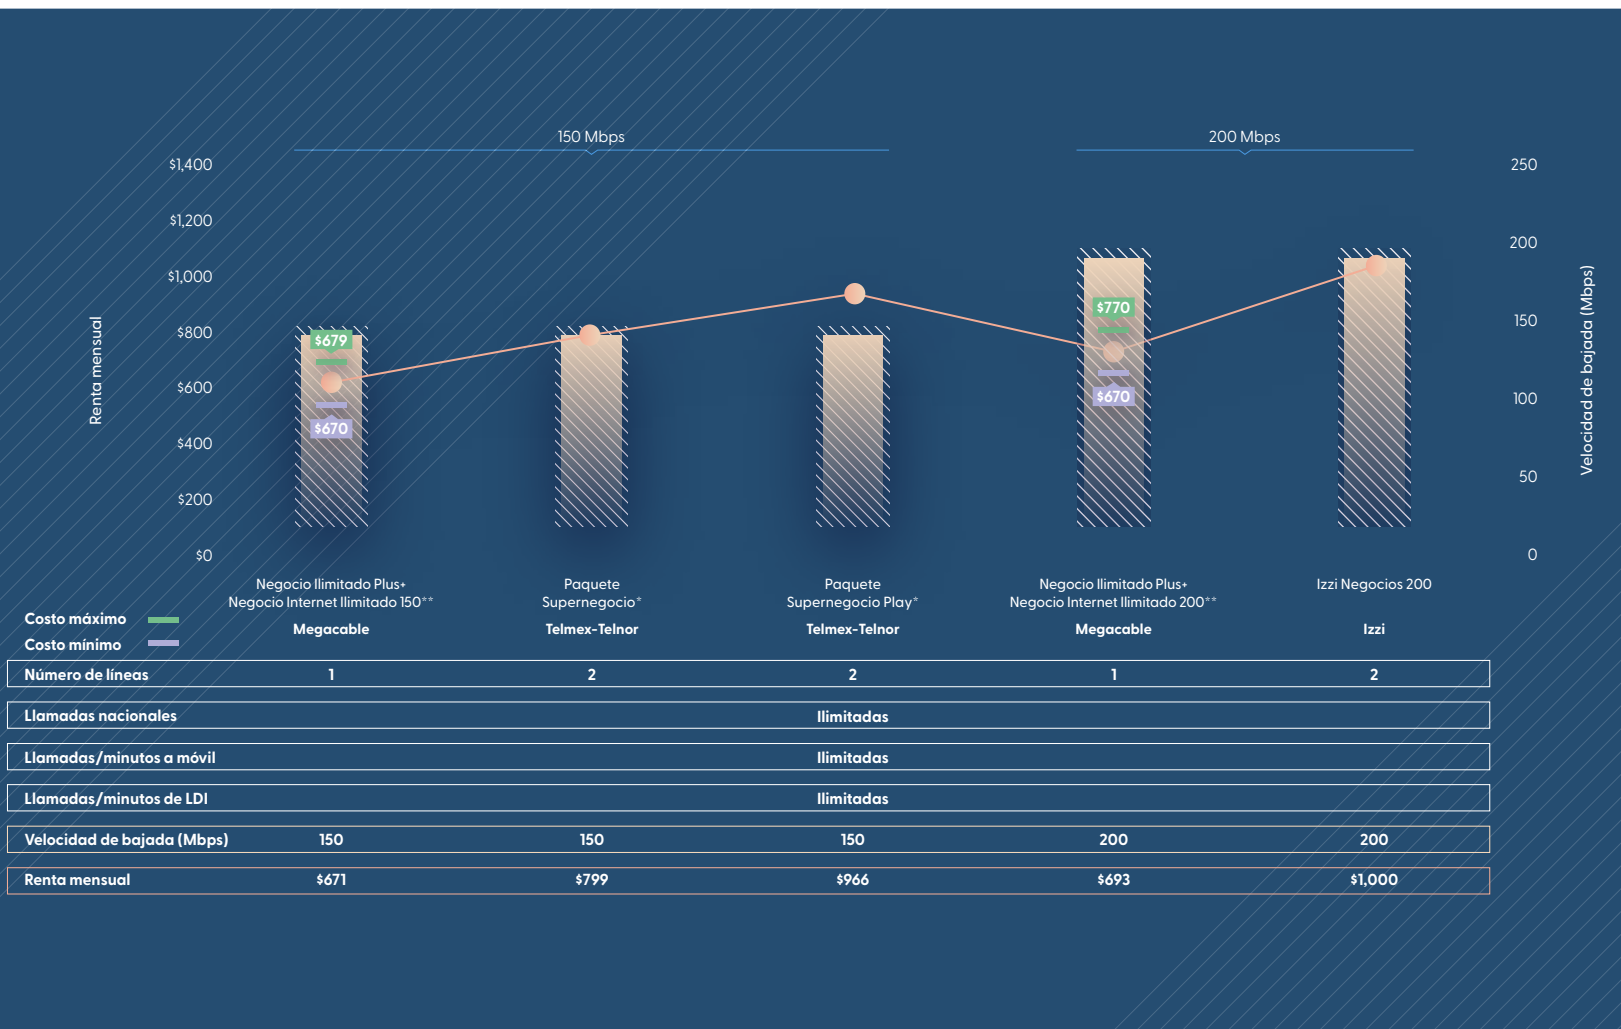 150 Mbps
200 Mbps
$1,400
$1,200
$1,000
$800
$600
$400
$200
$0
Renta mensual
250
200
150
100
50
0
Velocidad de bajada (Mbps)
$679
$670
$770
$670
Negocio Ilimitado Plus+
Negocio Internet Ilimitado 150**
Megacable
Paquete
Supernegocio*
Telmex-Telnor
Paquete
Supernegocio Play*
Telmex-Telnor
Negocio Ilimitado Plus+
Negocio Internet Ilimitado 200**
Megacable
Izzi Negocios 200
Izzi
Costo máximo
Costo mínimo
Número de líneas 1 2 2 1 2
Llamadas nacionales Ilimitadas
Llamadas/minutos a móvil Ilimitadas
Llamadas/minutos de LDI Ilimitadas
Velocidad de bajada (Mbps) 150 150 150 200 200
Renta mensual $671 $799 $966 $693 $1,000